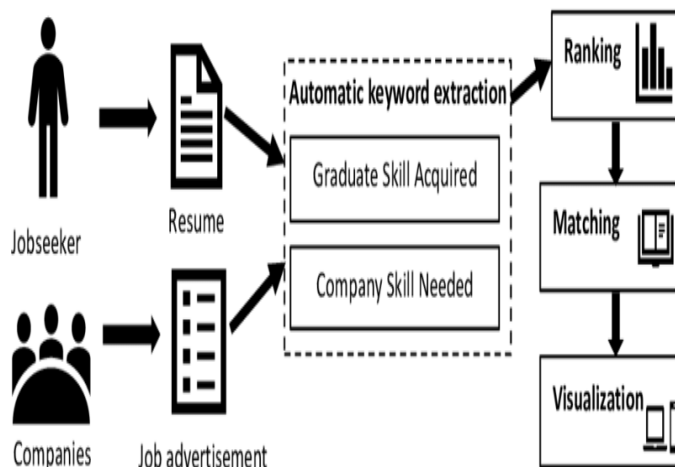 Jobseeker
Resume
Companies
Job advertisement
Automatic keyword extraction
Graduate Skill Acquired
Company Skill Needed
Ranking
Matching
Visualization